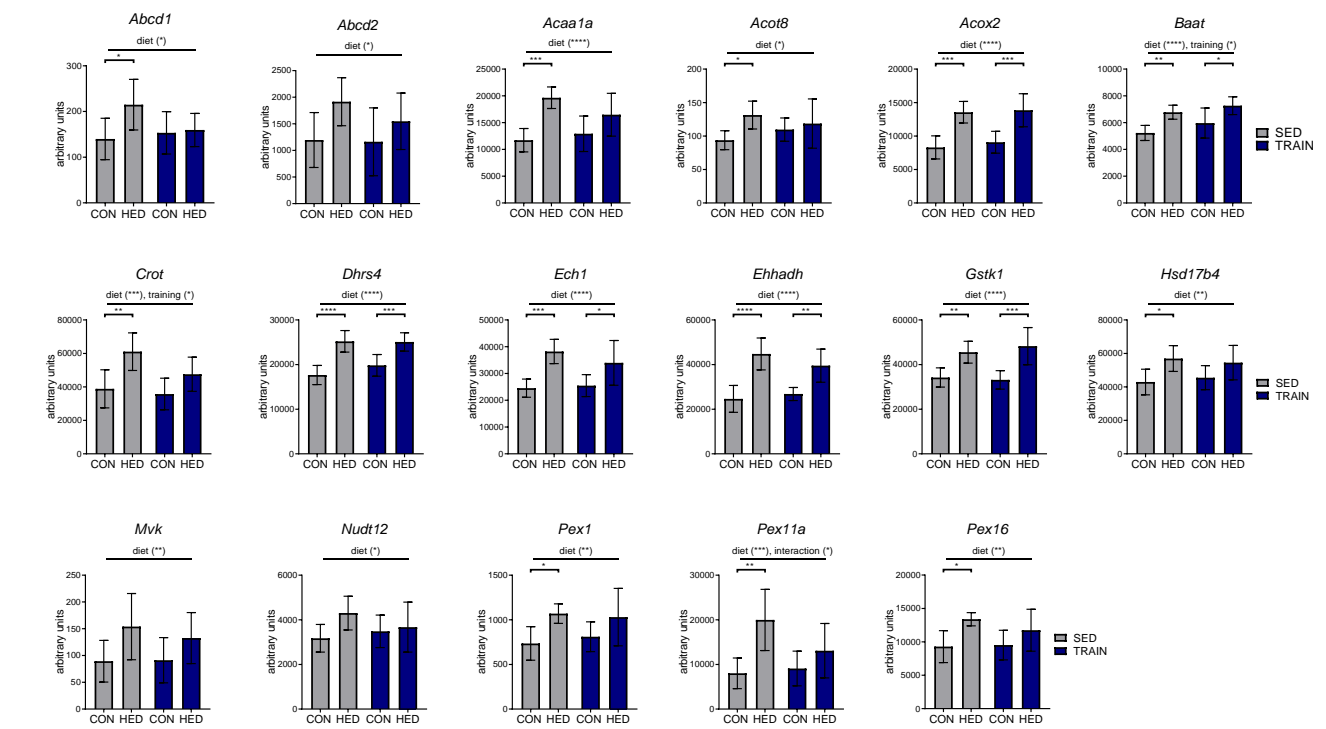 Abcd1
diet (*)
*
arbitrary units
300
200
100
0
CON HED CON HED
Abcd2
diet (*)
arbitrary units
2500
2000
1500
1000
500
0
CON HED CON HED
Acaa1a
diet (****)
***
arbitrary units
25000
20000
15000
10000
5000
0
CON HED CON HED
Acot8
diet (*)
*
arbitrary units
200
150
100
50
0
CON HED CON HED
Acox2
diet (****)
*** ***
arbitrary units
20000
15000
10000
5000
0
CON HED CON HED
Baat
diet (****), training (*)
** *
arbitrary units
10000
8000
6000
4000
2000
0
CON HED CON HED
SED
TRAIN
Crot
diet (***), training (*)
**
arbitrary units
80000
60000
40000
20000
0
CON HED CON HED
Dhrs4
diet (****)
**** ***
arbitrary units
30000
20000
10000
0
CON HED CON HED
Ech1
diet (****)
*** *
arbitrary units
50000
40000
30000
20000
10000
0
CON HED CON HED
Ehhadh
diet (****)
**** **
arbitrary units
60000
40000
20000
0
CON HED CON HED
Gstk1
diet (****)
** ***
arbitrary units
60000
40000
20000
0
CON HED CON HED
Hsd17b4
diet (**)
*
arbitrary units
80000
60000
40000
20000
0
CON HED CON HED
SED
TRAIN
Mvk
diet (**)
arbitrary units
250
200
150
100
50
0
CON HED CON HED
Nudt12
diet (*)
arbitrary units
6000
4000
2000
0
CON HED CON HED
Pex1
diet (**)
*
arbitrary units
1500
1000
500
0
CON HED CON HED
Pex11a
diet (***), interaction (*)
**
arbitrary units
30000
20000
10000
0
CON HED CON HED
Pex16
diet (**)
*
arbitrary units
20000
15000
10000
5000
0
CON HED CON HED
SED
TRAIN